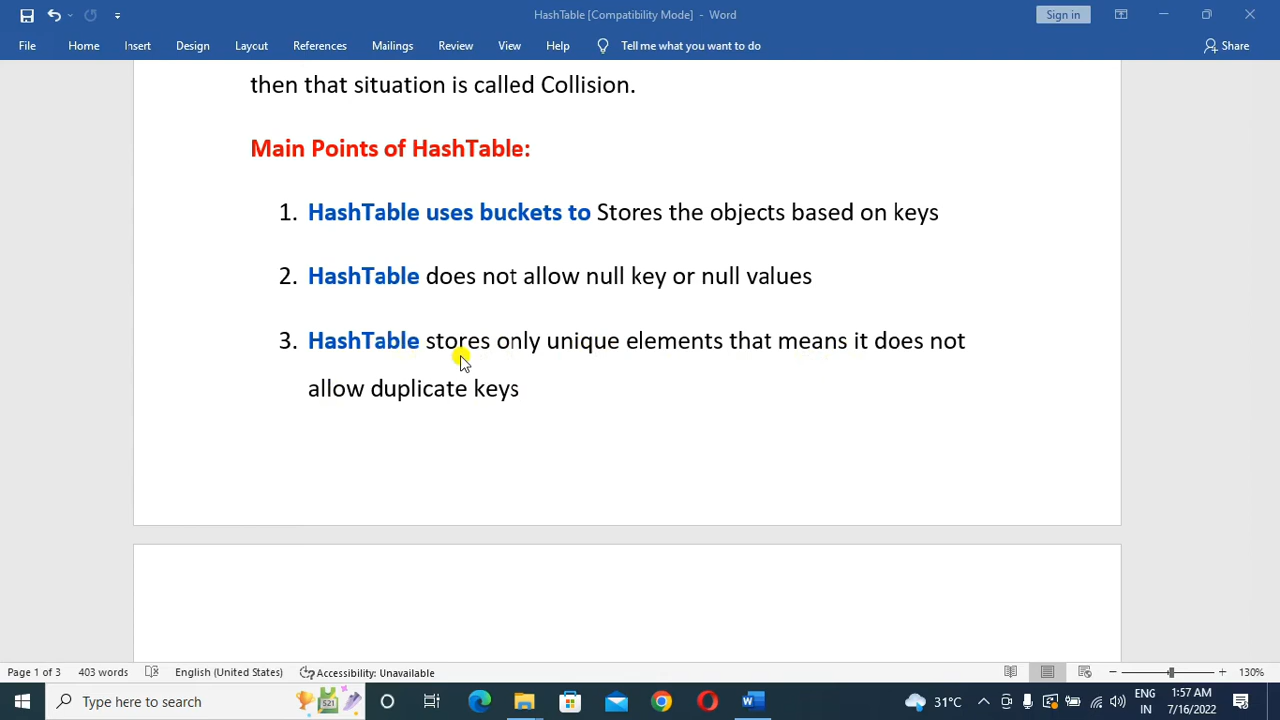 HashTable [Compatibility Mode] - Word
Sign in
File Home Insert Design Layout References Mailings Review View Help Tell me what you want to do Share
then that situation is called Collision.
Main Points of HashTable:
1. HashTable uses buckets to Stores the objects based on keys
2. HashTable does not allow null key or null values
3. HashTable stores only unique elements that means it does not
allow duplicate keys
Page 1 of 3 403 words English (United States) Accessibility: Unavailable 130%
Type here to search 521 31°C ENG 1:57 AM
IN 7/16/2022